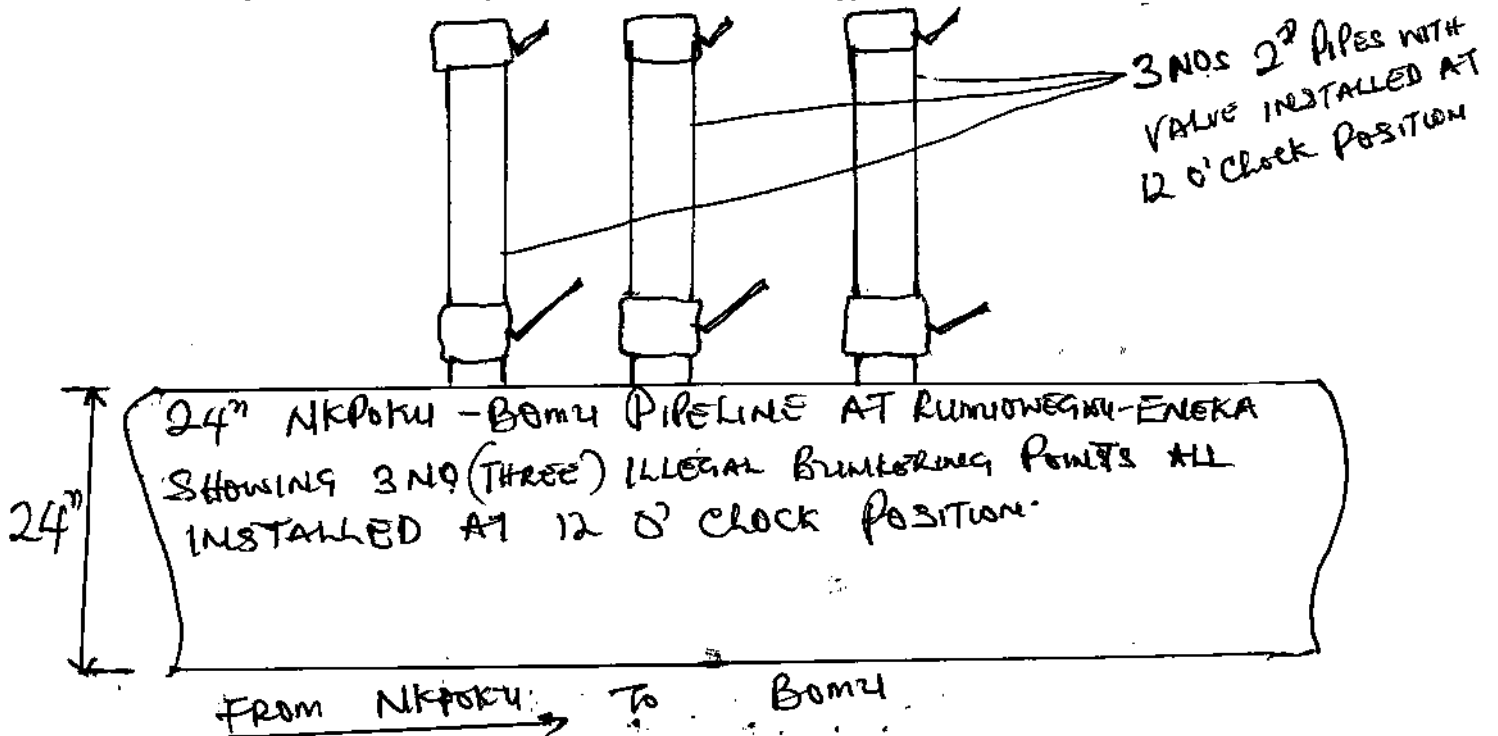 3 NOS 2" PIPES WITH
VALVE INSTALLED AT
12 O' CLOCK POSITION
24" NKPOKU - BOMU PIPELINE AT RUMUOWEGWU-ENEKA
SHOWING 3 NO (THREE) ILLEGAL BUNKERING POINTS ALL
INSTALLED AT 12 O' CLOCK POSITION.
24"
FROM NKPOKU TO BOMU